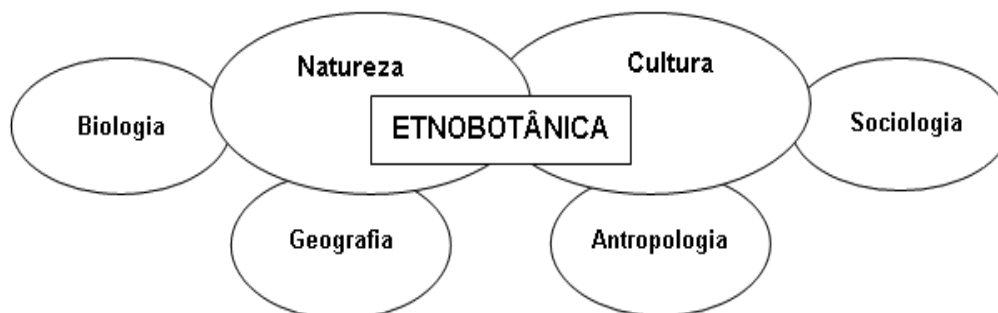 Natureza
Cultura
Biologia
ETNOBOTÂNICA
Sociologia
Geografia
Antropologia